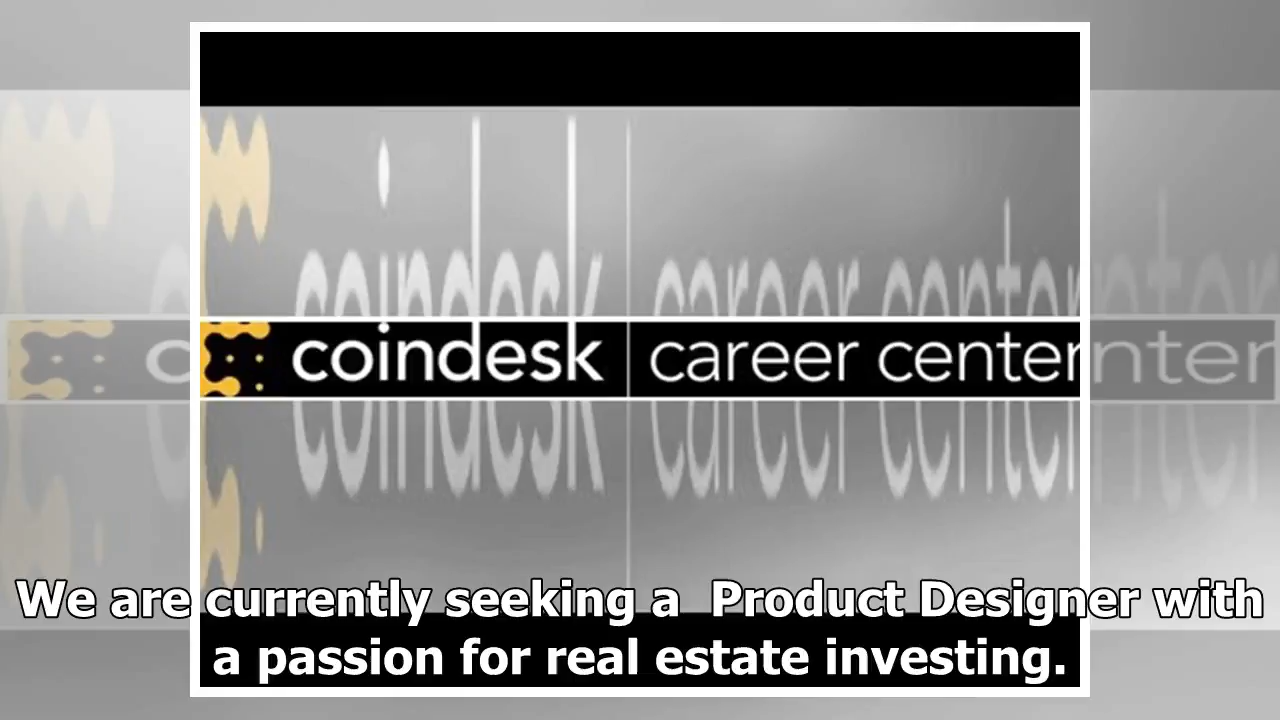 coindesk career center
We are currently seeking a  Product Designer with
a passion for real estate investing.